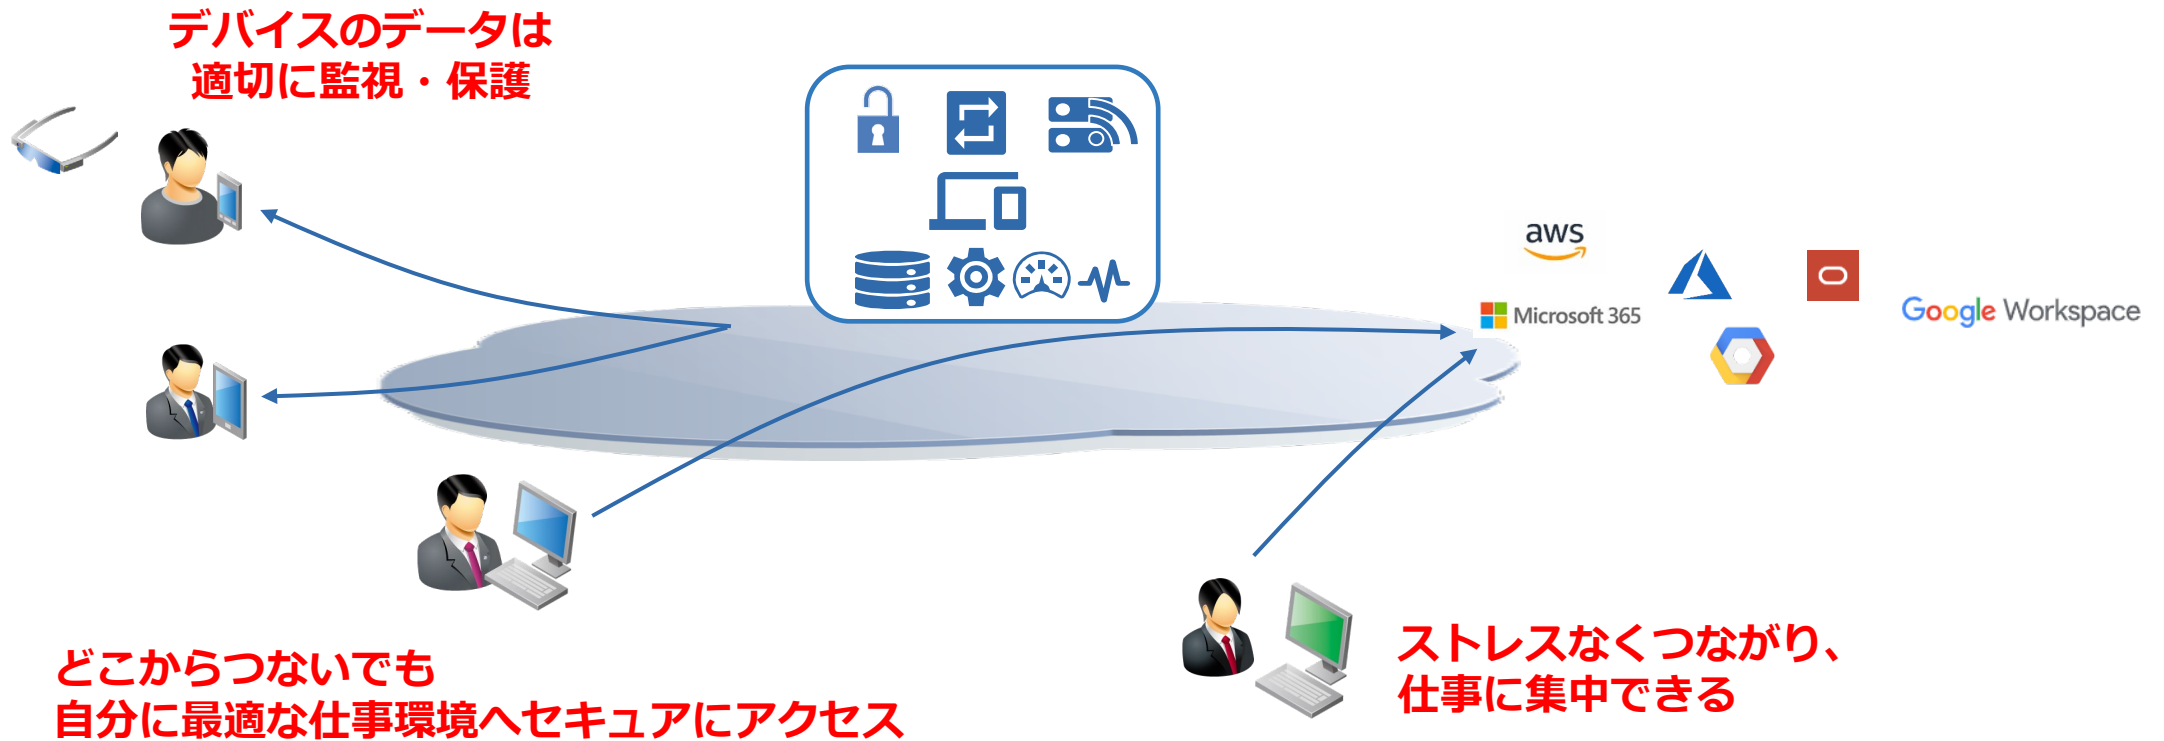 デバイスのデータは
適切に監視・保護
aws
Microsoft 365
Google Workspace
どこからつないでも
自分に最適な仕事環境へセキュアにアクセス
ストレスなくつながり、
仕事に集中できる